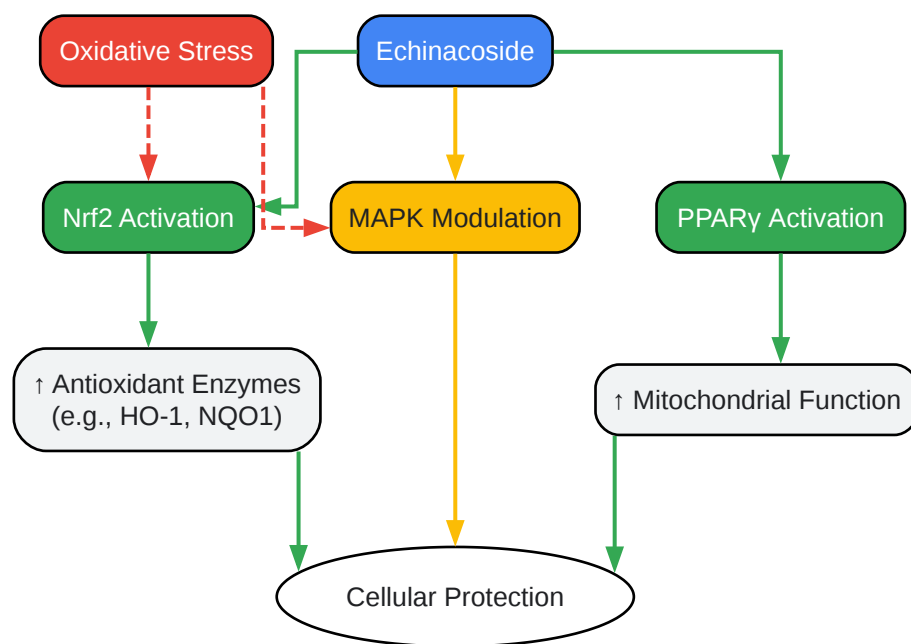 Oxidative Stress
Echinacoside
Nrf2 Activation
MAPK Modulation
PPARγ Activation
↑ Antioxidant Enzymes
(e.g., HO-1, NQO1)
↑ Mitochondrial Function
Cellular Protection